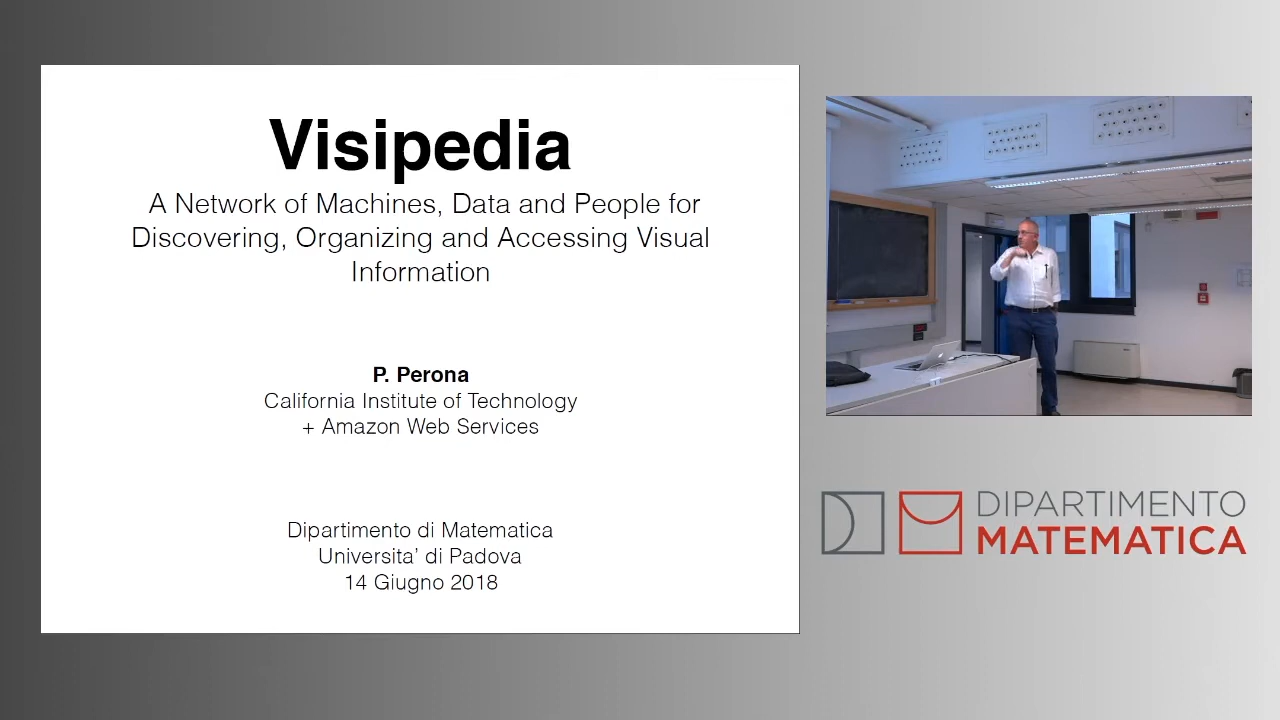 Visipedia
A Network of Machines, Data and People for
Discovering, Organizing and Accessing Visual
Information
P. Perona
California Institute of Technology
+ Amazon Web Services
Dipartimento di Matematica
Universita' di Padova
14 Giugno 2018
DIPARTIMENTO
MATEMATICA